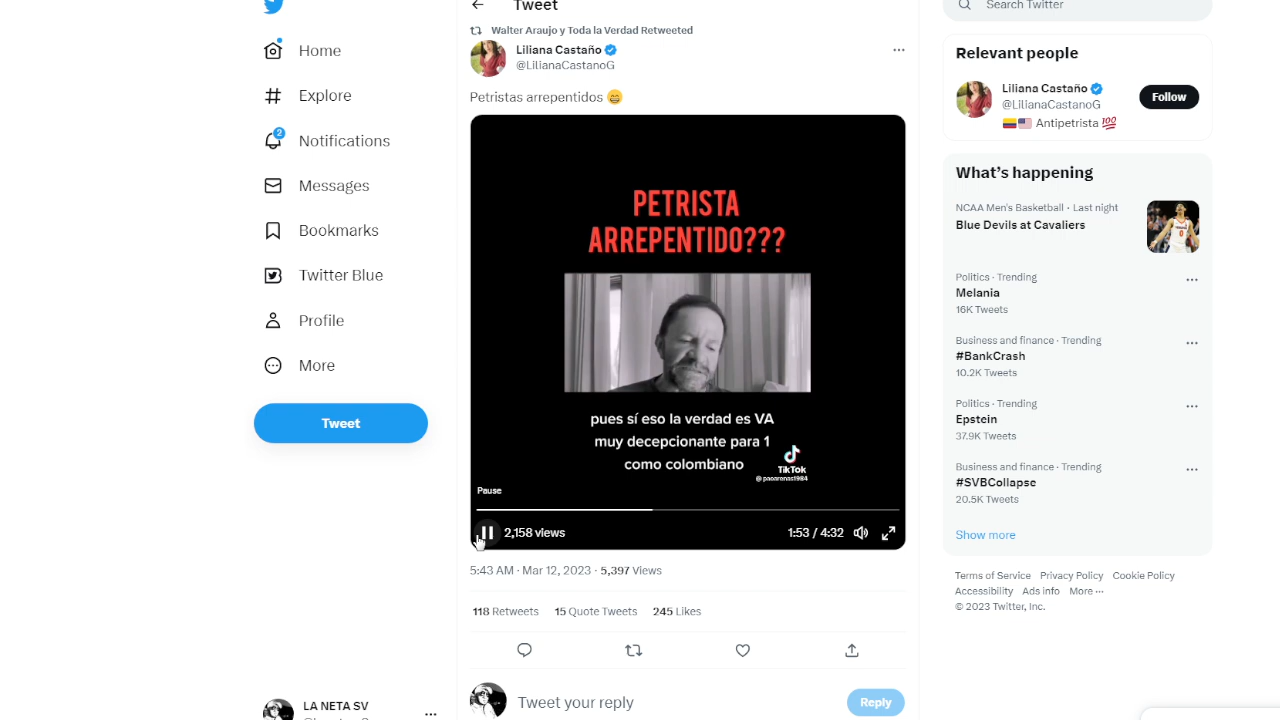 Tweet
Search Twitter
Walter Araujo y Toda la Verdad Retweeted
Liliana Castaño
@LilianaCastanoG
Petristas arrepentidos
PETRISTA
ARREPENTIDO???
pues sí eso la verdad es VA
muy decepcionante para 1
como colombiano
TikTok
@paoarenast984
Pause
2,158 views
1:53 / 4:32
5:43 AM · Mar 12, 2023 · 5,397 Views
118 Retweets 15 Quote Tweets 245 Likes
Tweet your reply
Reply
Home
Explore
2
Notifications
Messages
Bookmarks
Twitter Blue
Profile
More
Tweet
LA NETA SV
Relevant people
Liliana Castaño
@LilianaCastanoG
Follow
Antipetrista 💯
What's happening
NCAA Men's Basketball · Last night
Blue Devils at Cavaliers
Politics · Trending
Melania
16K Tweets
Business and finance · Trending
#BankCrash
10.2K Tweets
Politics · Trending
Epstein
37.9K Tweets
Business and finance · Trending
#SVBCollapse
20.5K Tweets
Show more
Terms of Service Privacy Policy Cookie Policy
Accessibility Ads info More ···
© 2023 Twitter, Inc.